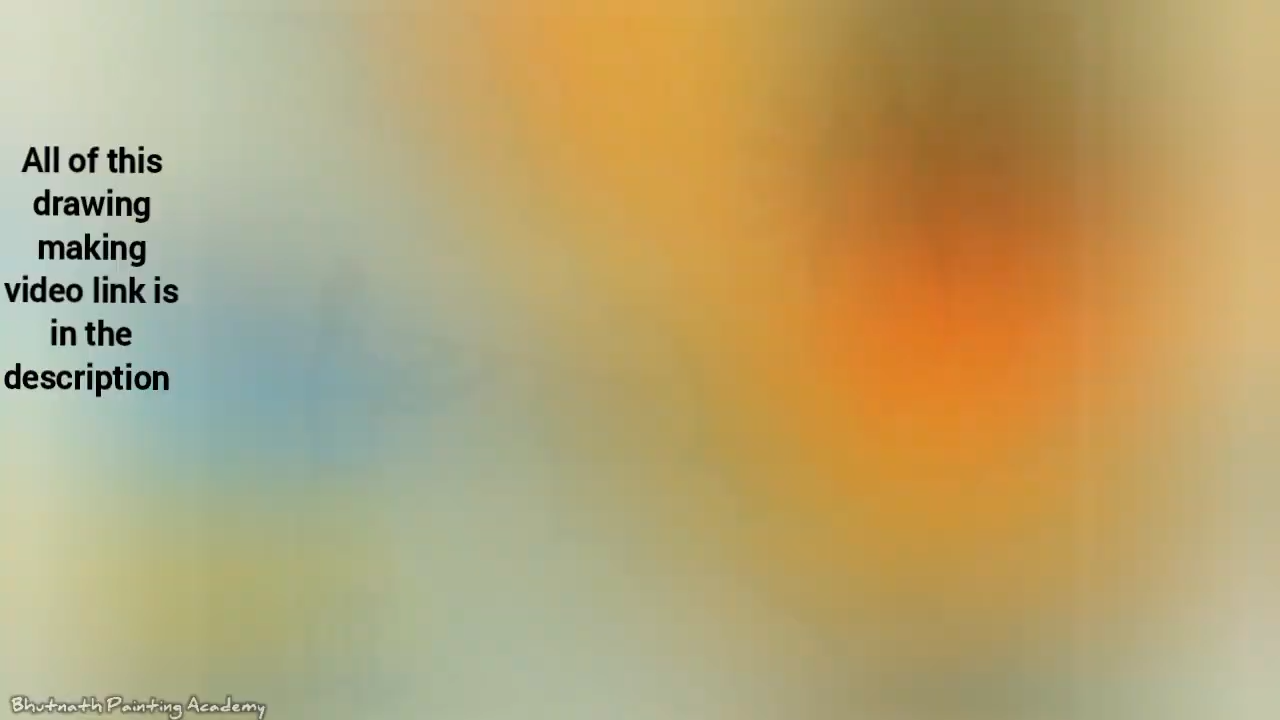 All of this
drawing
making
video link is
in the
description
Bhutnath Painting Academy